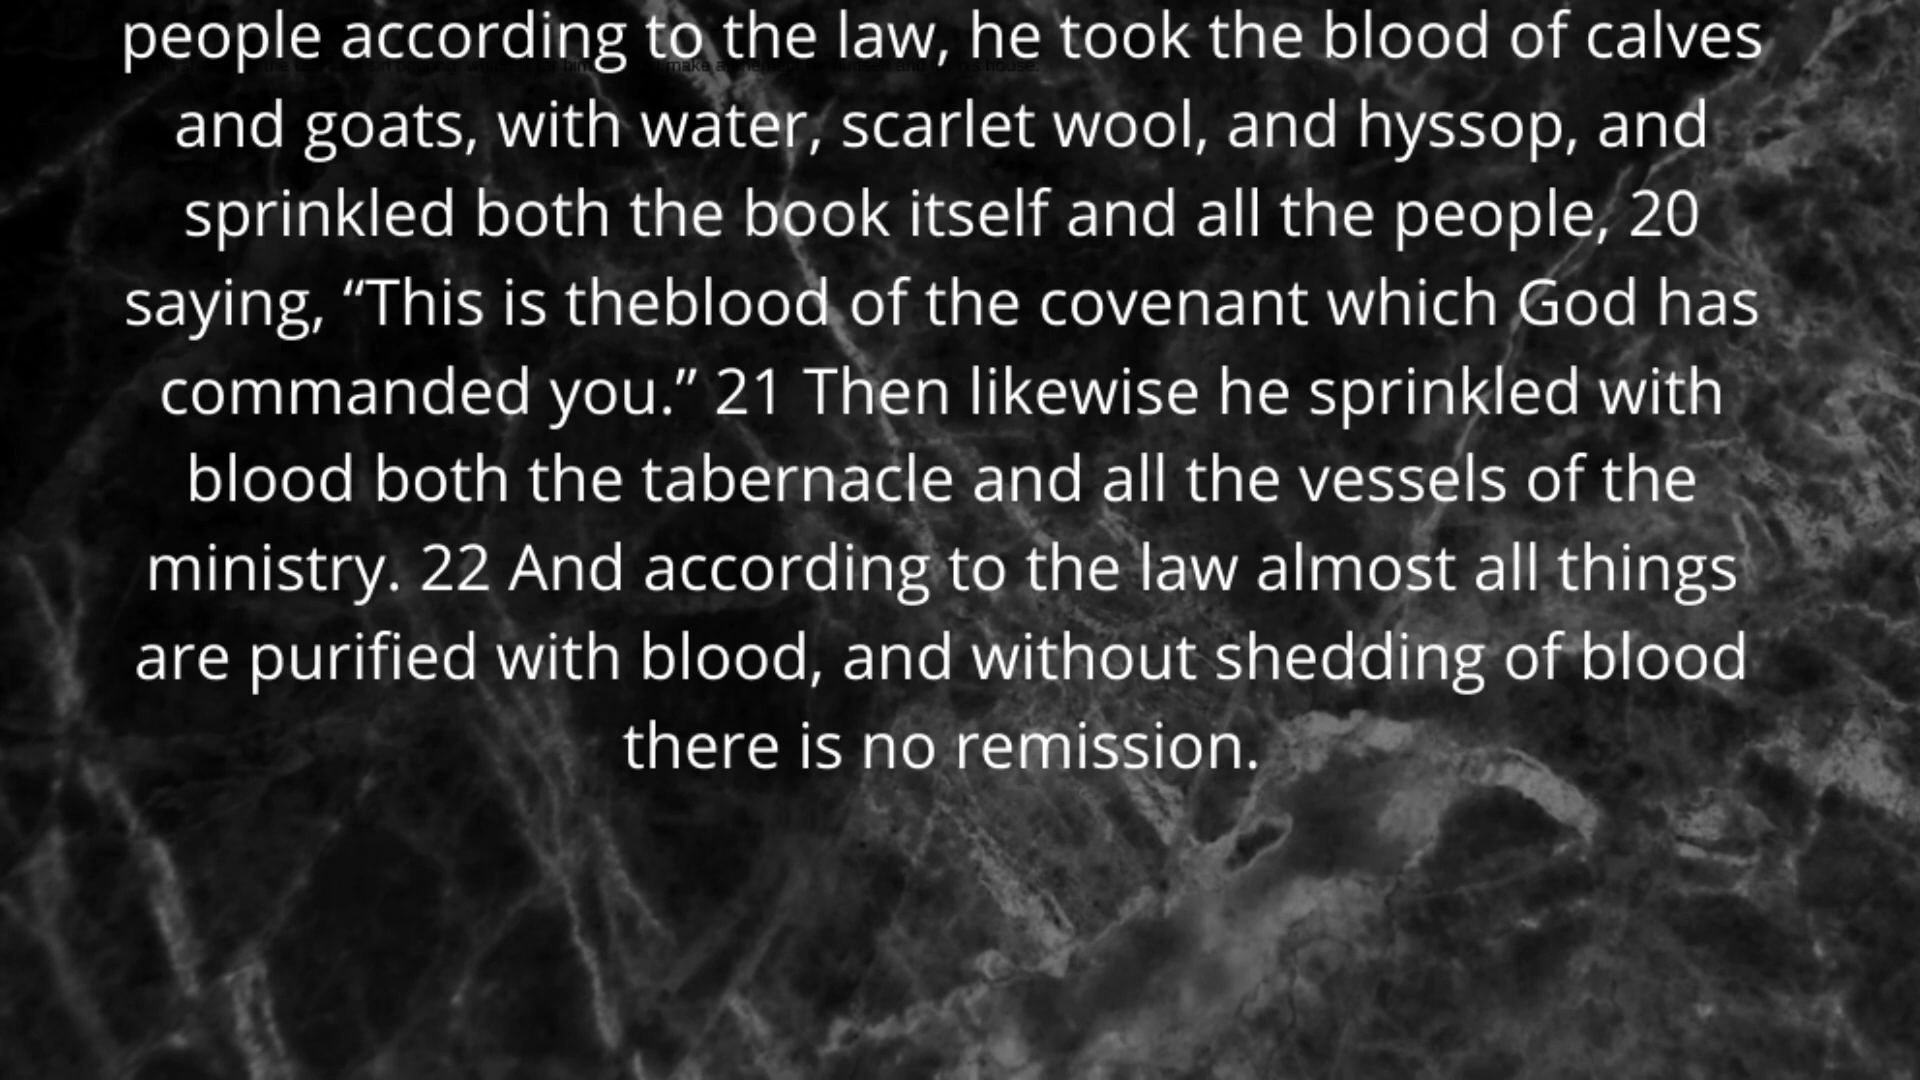 people according to the law, he took the blood of calves
make himself and house.
and goats, with water, scarlet wool, and hyssop, and
sprinkled both the book itself and all the people, 20
saying, “This is theblood of the covenant which God has
commanded you.” 21 Then likewise he sprinkled with
blood both the tabernacle and all the vessels of the
ministry. 22 And according to the law almost all things
are purified with blood, and without shedding of blood
there is no remission.